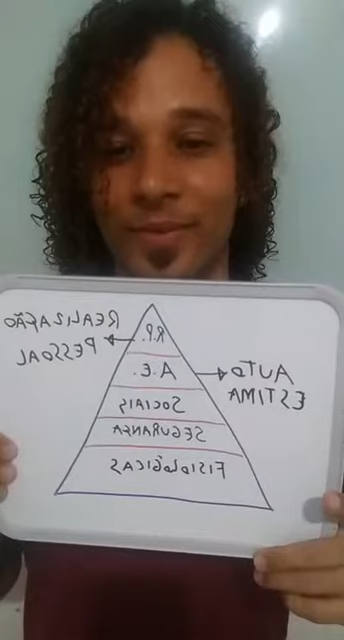 REALIZAÇÃO
PESSOAL
R.P.
A.E.
AUTO
ESTIMA
SOCIAIS
SEGURANÇA
FISIOLÓGICAS